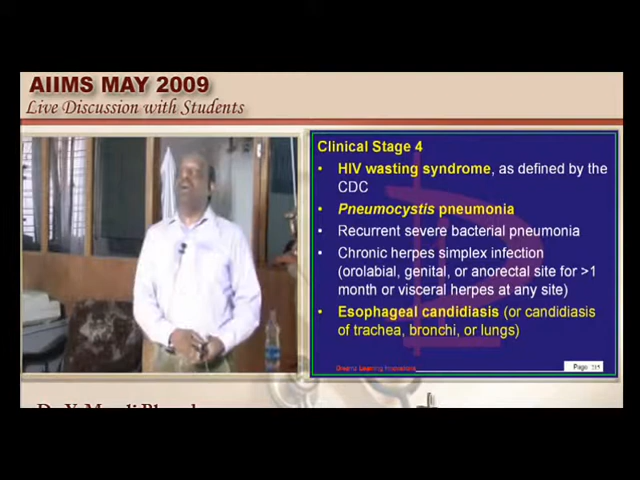 AIIMS MAY 2009
Live Discussion with Students
Clinical Stage 4
• HIV wasting syndrome, as defined by the
CDC
• Pneumocystis pneumonia
• Recurrent severe bacterial pneumonia
• Chronic herpes simplex infection
(orolabial, genital, or anorectal site for >1
month or visceral herpes at any site)
• Esophageal candidiasis (or candidiasis
of trachea, bronchi, or lungs)
Page